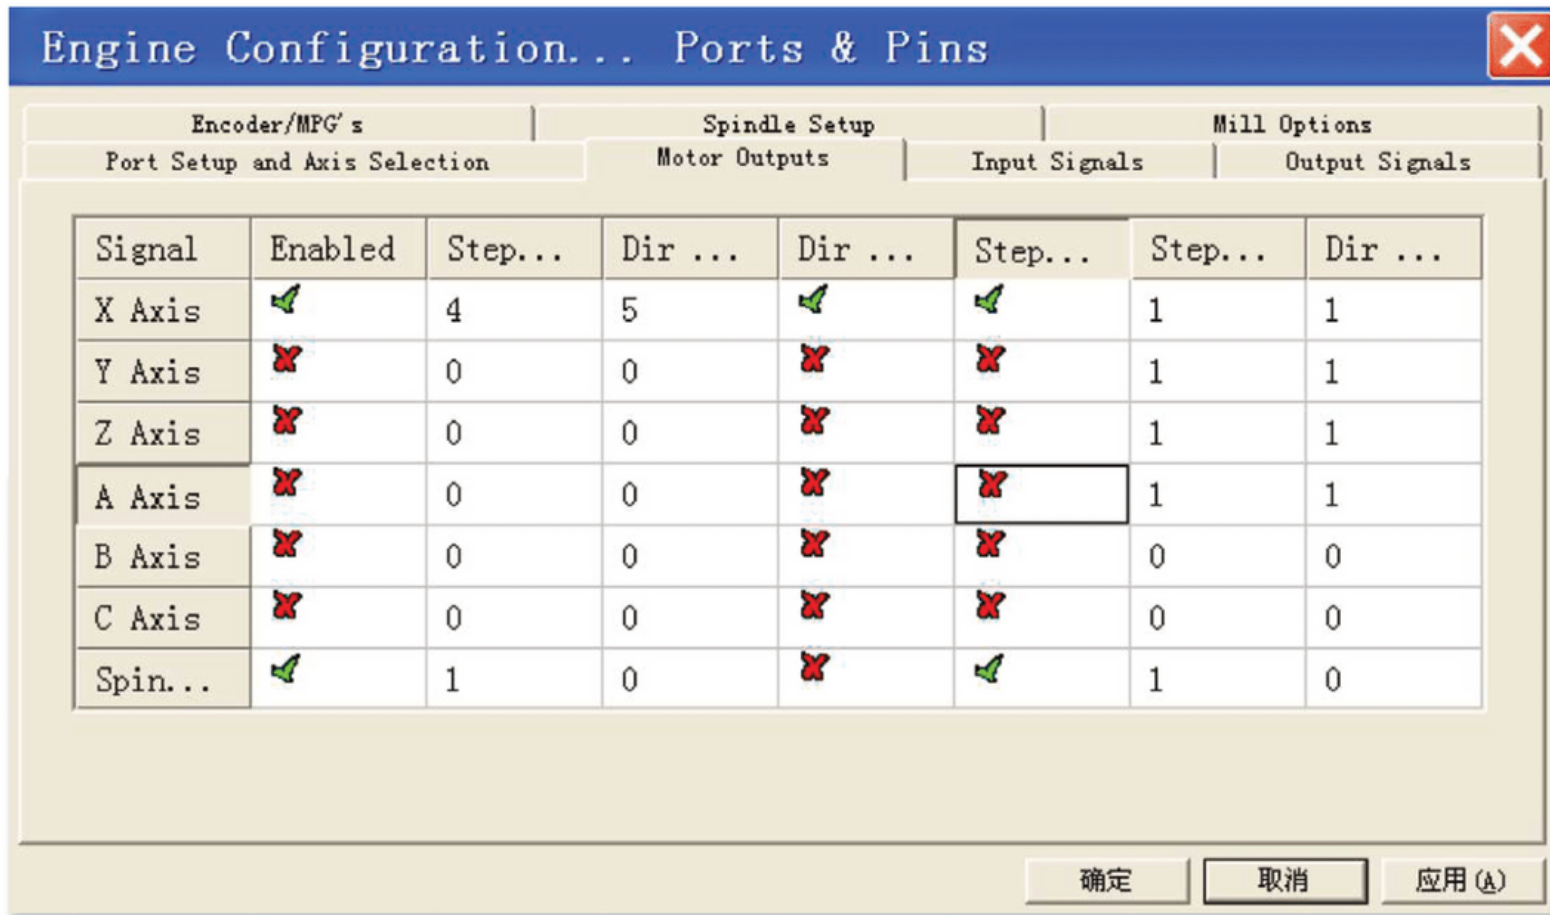 Engine Configuration... Ports & Pins
Encoder/MPG's Spindle Setup Mill Options
Port Setup and Axis Selection Motor Outputs Input Signals Output Signals
Signal Enabled Step... Dir ... Dir ... Step... Step... Dir ...
X Axis 4 5 1 1
Y Axis 0 0 1 1
Z Axis 0 0 1 1
A Axis 0 0 1 1
B Axis 0 0 0 0
C Axis 0 0 0 0
Spin... 1 0 1 0
确定 取消 应用(A)